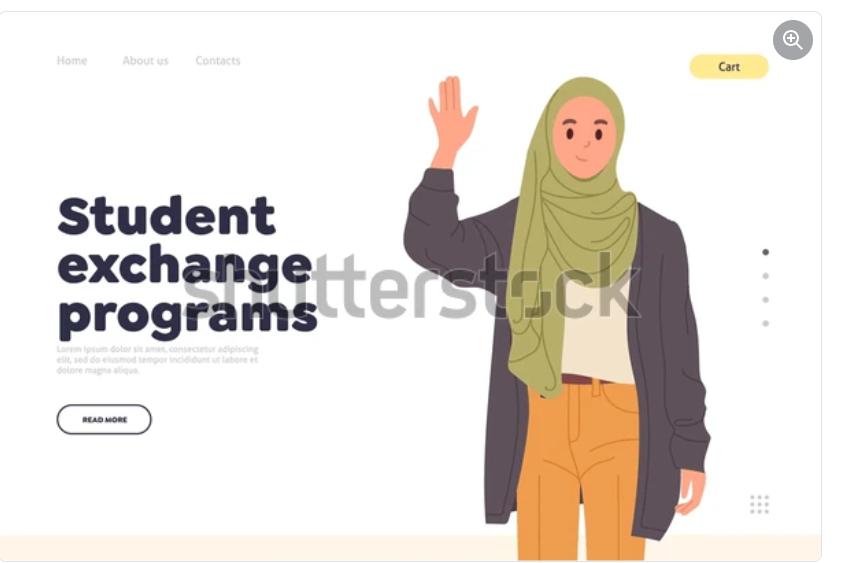 Home About us Contacts
Cart
Student
exchange
programs
shutterstock
Lorem ipsum dolor sit amet, consectetur adipiscing
elit, sed do eiusmod tempor incididunt ut labore et
dolore magna aliqua.
READ MORE